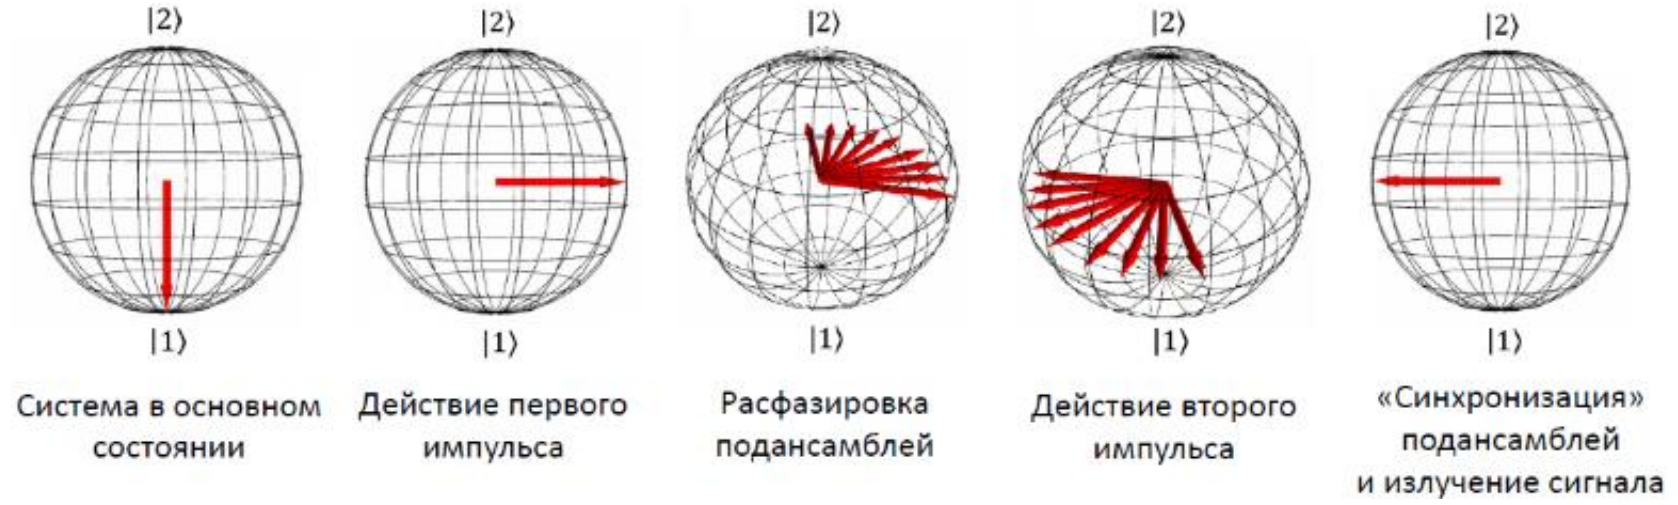 |2⟩ |2⟩ |2⟩ |2⟩ |2⟩
|1⟩ |1⟩ |1⟩ |1⟩ |1⟩
Система в основном
состоянии
Действие первого
импульса
Расфазировка
подансамблей
Действие второго
импульса
«Синхронизация»
подансамблей
и излучение сигнала